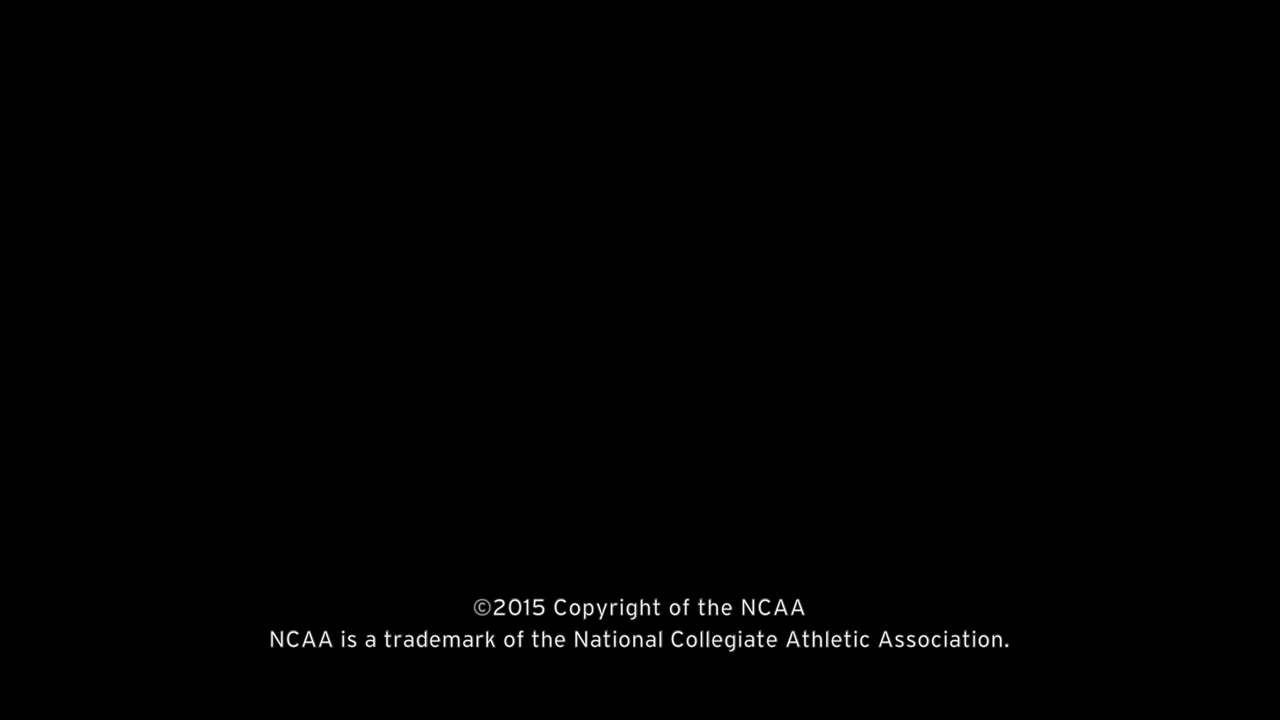 ©2015 Copyright of the NCAA
NCAA is a trademark of the National Collegiate Athletic Association.